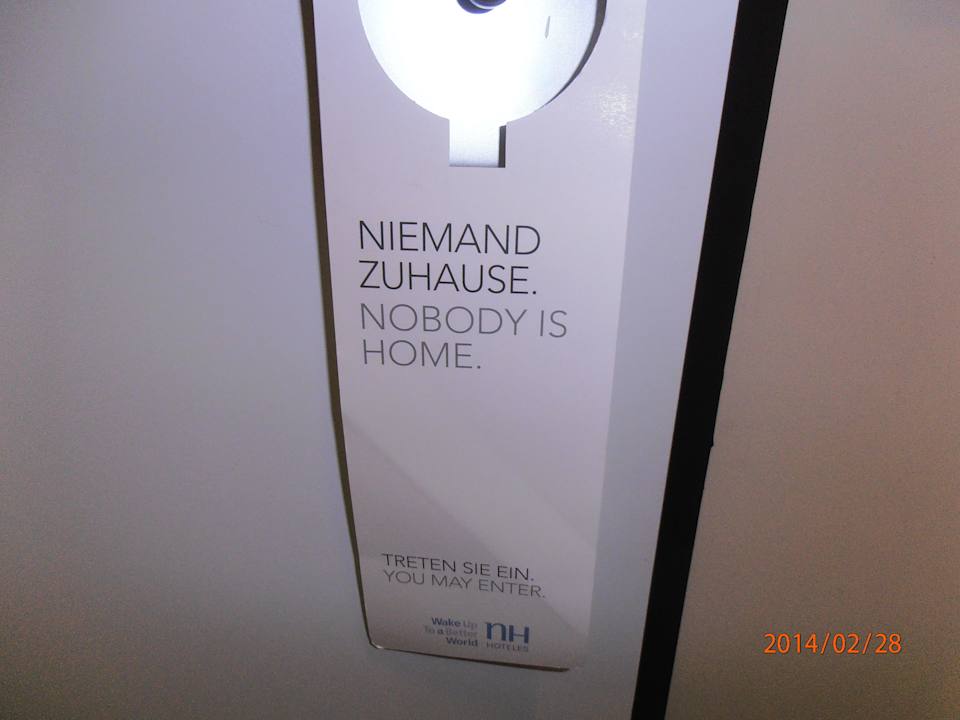 NIEMAND
ZUHAUSE.
NOBODY IS
HOME.
TRETEN SIE EIN.
YOU MAY ENTER.
Wake Up
To a Better
World
nH
HOTELES
2014/02/28